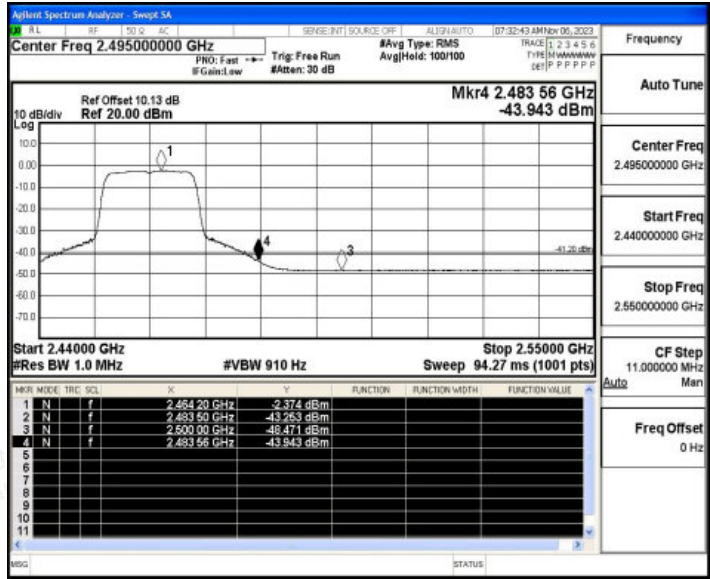 Agilent Spectrum Analyzer - Swept SA
RL RF 50 Ω AC SENSE:INT SOURCE OFF ALIGN AUTO 07:32:43 AM Nov 06, 2023
Center Freq 2.495000000 GHz #Avg Type: RMS TRACE 1 2 3 4 5 6
PNO: Fast Trig: Free Run Avg|Hold: 100/100 TYPE M WWWWW
IFGain:Low #Atten: 30 dB DET P P P P P P
Ref Offset 10.13 dB Mkr4 2.483 56 GHz
10 dB/div Ref 20.00 dBm -43.943 dBm
Log
10.0
1
0.00
-10.0
-20.0
-30.0
4
3
-40.0 -41.20 dBm
-50.0
-60.0
-70.0
Start 2.44000 GHz Stop 2.55000 GHz
#Res BW 1.0 MHz #VBW 910 Hz Sweep 94.27 ms (1001 pts)
MKR MODE TRC SCL X Y FUNCTION FUNCTION WIDTH FUNCTION VALUE
1 N f 2.464 20 GHz -2.374 dBm
2 N f 2.483 50 GHz -43.253 dBm
3 N f 2.500 00 GHz -48.471 dBm
4 N f 2.483 56 GHz -43.943 dBm
5
6
7
8
9
10
11
MSG STATUS
Frequency
Auto Tune
Center Freq
2.495000000 GHz
Start Freq
2.440000000 GHz
Stop Freq
2.550000000 GHz
CF Step
11.000000 MHz
Auto Man
Freq Offset
0 Hz